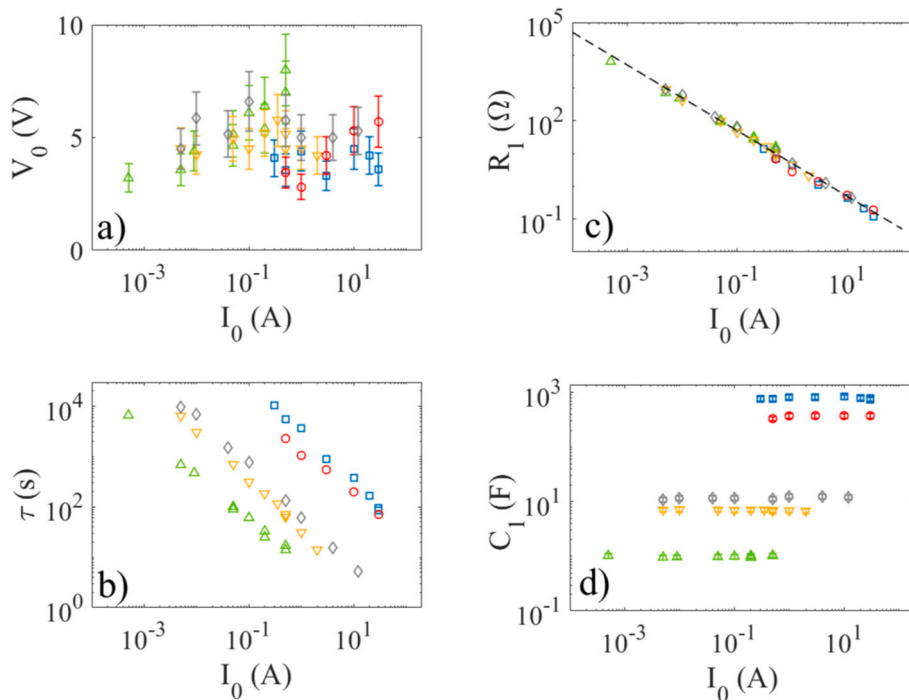 10
5
0
V₀ (V)
a)
10⁻³ 10⁻¹ 10¹
I₀ (A)
10⁵
10²
10⁻¹
R₁ (Ω)
c)
10⁻³ 10⁻¹ 10¹
I₀ (A)
10⁴
10²
10⁰
τ (s)
b)
10⁻³ 10⁻¹ 10¹
I₀ (A)
10³
10¹
10⁻¹
C₁ (F)
d)
10⁻³ 10⁻¹ 10¹
I₀ (A)